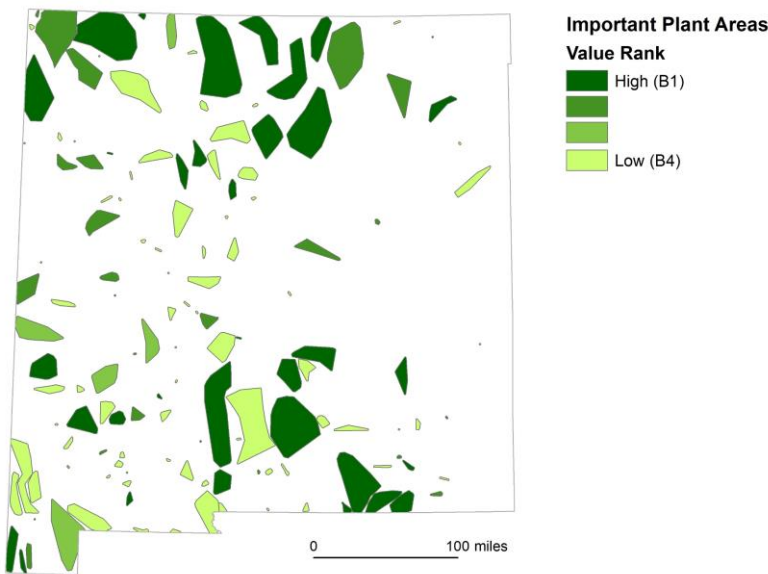 Important Plant Areas
Value Rank
High (B1)
Low (B4)
0 100 miles